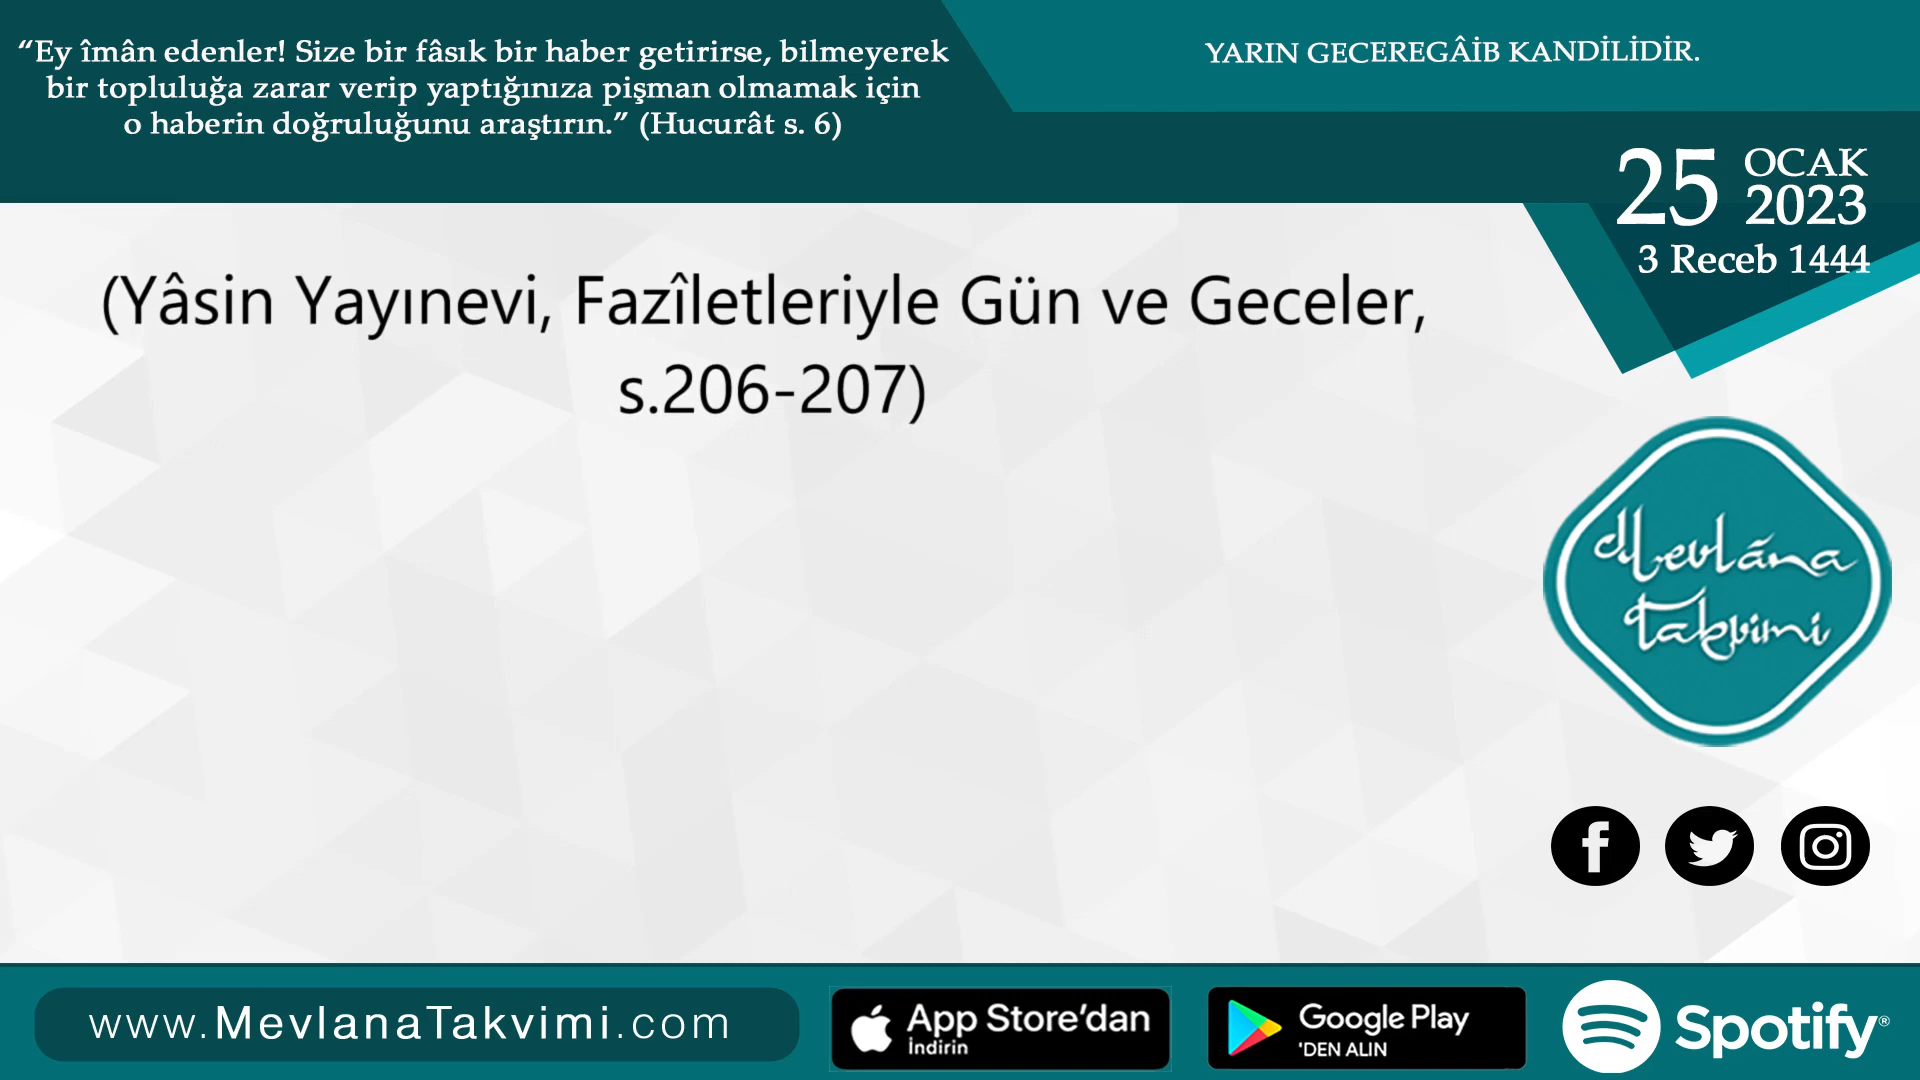 “Ey îmân edenler! Size bir fâsık bir haber getirirse, bilmeyerek
bir topluluğa zarar verip yaptığınıza pişman olmamak için
o haberin doğruluğunu araştırın.” (Hucurât s. 6)
YARIN GECEREGÂİB KANDİLİDİR.
25 OCAK
2023
3 Receb 1444
(Yâsin Yayınevi, Fazîletleriyle Gün ve Geceler,
s.206-207)
Mevlâna
Takvimi
www.MevlanaTakvimi.com
App Store’dan
İndirin
Google Play
'DEN ALIN
Spotify®